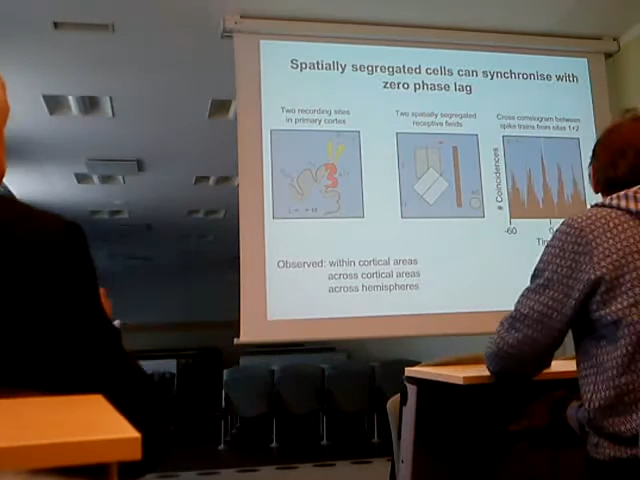 Spatially segregated cells can synchronise with
zero phase lag
Two recording sites
in primary cortex
Two spatially segregated
receptive fields
Cross correlogram between
spike trains from sites 1+2
# Coincidences
-60
0
Observed: within cortical areas
across cortical areas
across hemispheres